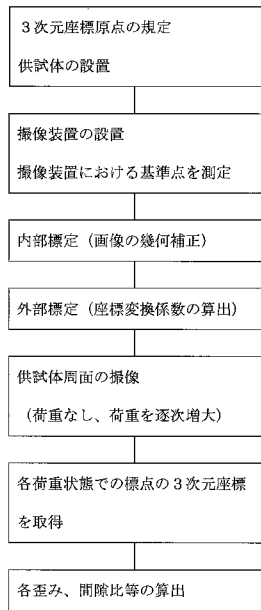 3次元座標原点の規定
供試体の設置
撮像装置の設置
撮像装置における基準点を測定
内部標定（画像の幾何補正）
外部標定（座標変換係数の算出）
供試体周面の撮像
（荷重なし、荷重を逐次増大）
各荷重状態での標点の3次元座標
を取得
各歪み、間隙比等の算出